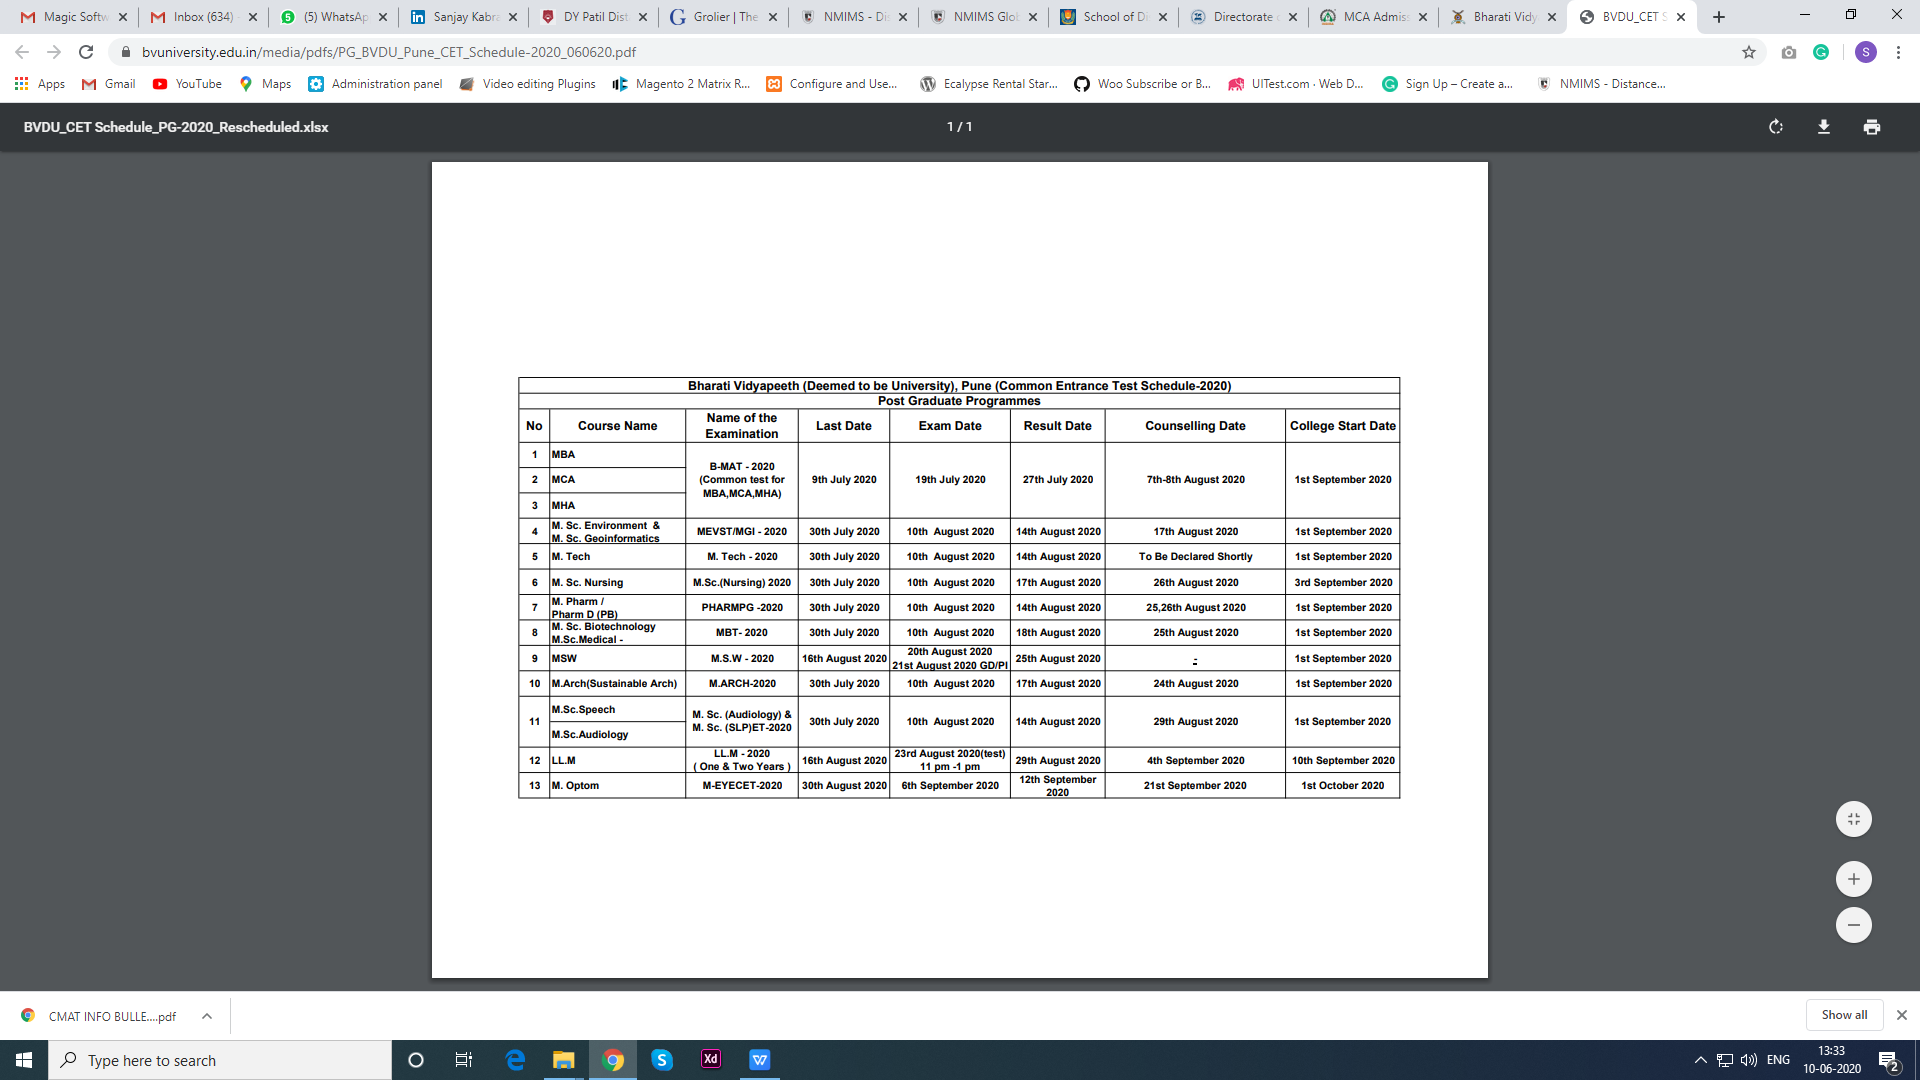 Magic Softw
Inbox (634)
(5) WhatsAp
Sanjay Kabra
DY Patil Dist
Grolier | The
NMIMS - Dis
NMIMS Glob
School of Di
Directorate
MCA Admiss
Bharati Vidy
BVDU_CET S
bvuniversity.edu.in/media/pdfs/PG_BVDU_Pune_CET_Schedule-2020_060620.pdf
S
Apps
Gmail
YouTube
Maps
Administration panel
Video editing Plugins
Magento 2 Matrix R...
Configure and Use...
Ecalypse Rental Star...
Woo Subscribe or B...
UITest.com - Web D...
Sign Up – Create a...
NMIMS - Distance...
BVDU_CET Schedule_PG-2020_Rescheduled.xlsx
1 / 1
Bharati Vidyapeeth (Deemed to be University), Pune (Common Entrance Test Schedule-2020)
Post Graduate Programmes
No Course Name Name of the Examination Last Date Exam Date Result Date Counselling Date College Start Date
1 MBA
2 MCA B-MAT - 2020 (Common test for MBA,MCA,MHA) 9th July 2020 19th July 2020 27th July 2020 7th-8th August 2020 1st September 2020
3 MHA
4 M. Sc. Environment & M. Sc. Geoinformatics MEVST/MGI - 2020 30th July 2020 10th August 2020 14th August 2020 17th August 2020 1st September 2020
5 M. Tech M. Tech - 2020 30th July 2020 10th August 2020 14th August 2020 To Be Declared Shortly 1st September 2020
6 M. Sc. Nursing M.Sc.(Nursing) 2020 30th July 2020 10th August 2020 17th August 2020 26th August 2020 3rd September 2020
7 M. Pharm / Pharm D (PB) PHARMPG -2020 30th July 2020 10th August 2020 14th August 2020 25,26th August 2020 1st September 2020
8 M. Sc. Biotechnology M.Sc.Medical - MBT- 2020 30th July 2020 10th August 2020 18th August 2020 25th August 2020 1st September 2020
9 MSW M.S.W - 2020 16th August 2020 20th August 2020 21st August 2020 GD/PI 25th August 2020 - 1st September 2020
10 M.Arch(Sustainable Arch) M.ARCH-2020 30th July 2020 10th August 2020 17th August 2020 24th August 2020 1st September 2020
11 M.Sc.Speech M.Sc.Audiology M. Sc. (Audiology) & M. Sc. (SLP)ET-2020 30th July 2020 10th August 2020 14th August 2020 29th August 2020 1st September 2020
12 LL.M LL.M - 2020 ( One & Two Years ) 16th August 2020 23rd August 2020(test) 11 pm -1 pm 29th August 2020 4th September 2020 10th September 2020
13 M. Optom M-EYECET-2020 30th August 2020 6th September 2020 12th September 2020 21st September 2020 1st October 2020
CMAT INFO BULLE....pdf
Show all
Type here to search
ENG
13:33
10-06-2020
2